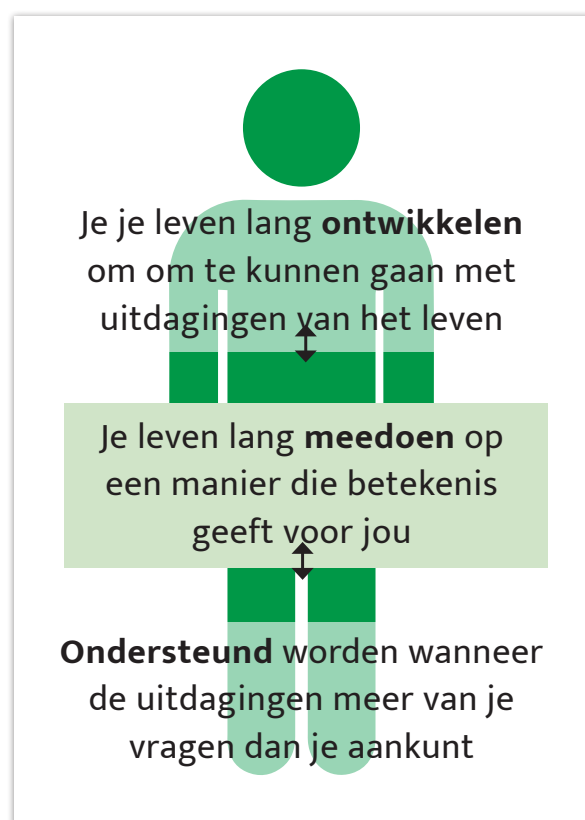 Je je leven lang ontwikkelen
om om te kunnen gaan met
uitdagingen van het leven
Je leven lang meedoen op
een manier die betekenis
geeft voor jou
Ondersteund worden wanneer
de uitdagingen meer van je
vragen dan je aankunt